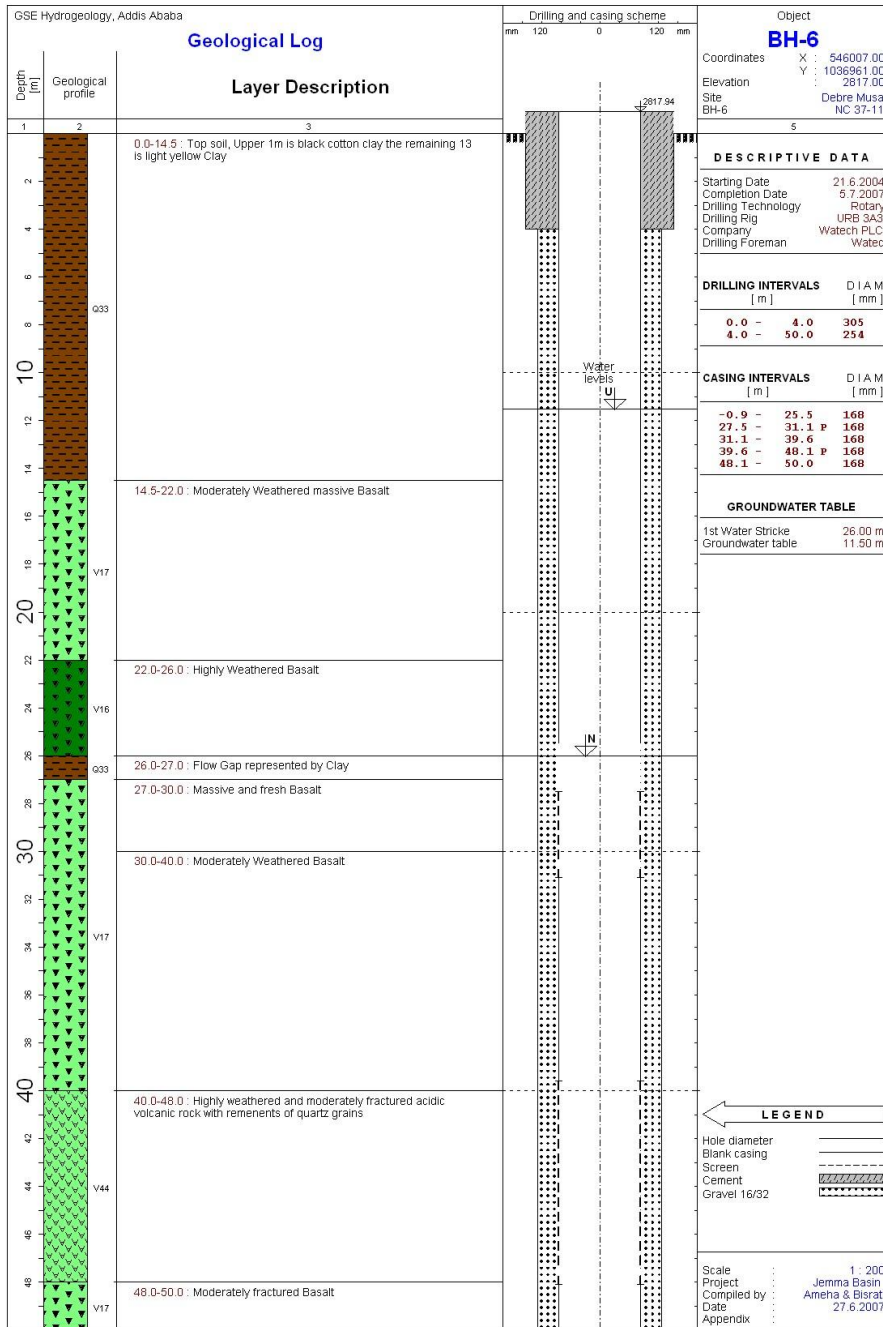 GSE Hydrogeology, Addis Ababa
Geological Log
Depth [m]
Geological profile
Layer Description
1
2
3
0.0-14.5 : Top soil, Upper 1m is black cotton clay the remaining 13
is light yellow Clay
14.5-22.0 : Moderately Weathered massive Basalt
22.0-26.0 : Highly Weathered Basalt
26.0-27.0 : Flow Gap represented by Clay
27.0-30.0 : Massive and fresh Basalt
30.0-40.0 : Moderately Weathered Basalt
40.0-48.0 : Highly weathered and moderately fractured acidic
volcanic rock with remenents of quartz grains
48.0-50.0 : Moderately fractured Basalt
2
4
6
8
10
12
14
16
18
20
22
24
26
28
30
32
34
36
38
40
42
44
46
48
Q33
V17
V16
Q33
V17
V44
V17
Drilling and casing scheme
mm 120 0 120 mm
2817.94
Water
levels
U
N
Object
BH-6
Coordinates X : 546007.00
Y : 1036961.00
Elevation : 2817.00
Site Debre Musa
BH-6 NC 37-11
5
DESCRIPTIVE DATA
Starting Date 21.6.2004
Completion Date 5.7.2007
Drilling Technology Rotary
Drilling Rig URB 3A3
Company Watech PLC
Drilling Foreman Watec
DRILLING INTERVALS DIAM
[ m ] [ mm ]
0.0 - 4.0 305
4.0 - 50.0 254
CASING INTERVALS DIAM
[ m ] [ mm ]
-0.9 - 25.5 168
27.5 - 31.1 P 168
31.1 - 39.6 168
39.6 - 48.1 P 168
48.1 - 50.0 168
GROUNDWATER TABLE
1st Water Stricke 26.00 m
Groundwater table 11.50 m
LEGEND
Hole diameter
Blank casing
Screen
Cement
Gravel 16/32
Scale : 1 : 200
Project : Jemma Basin
Compiled by : Ameha & Bisrat
Date : 27.6.2007
Appendix :